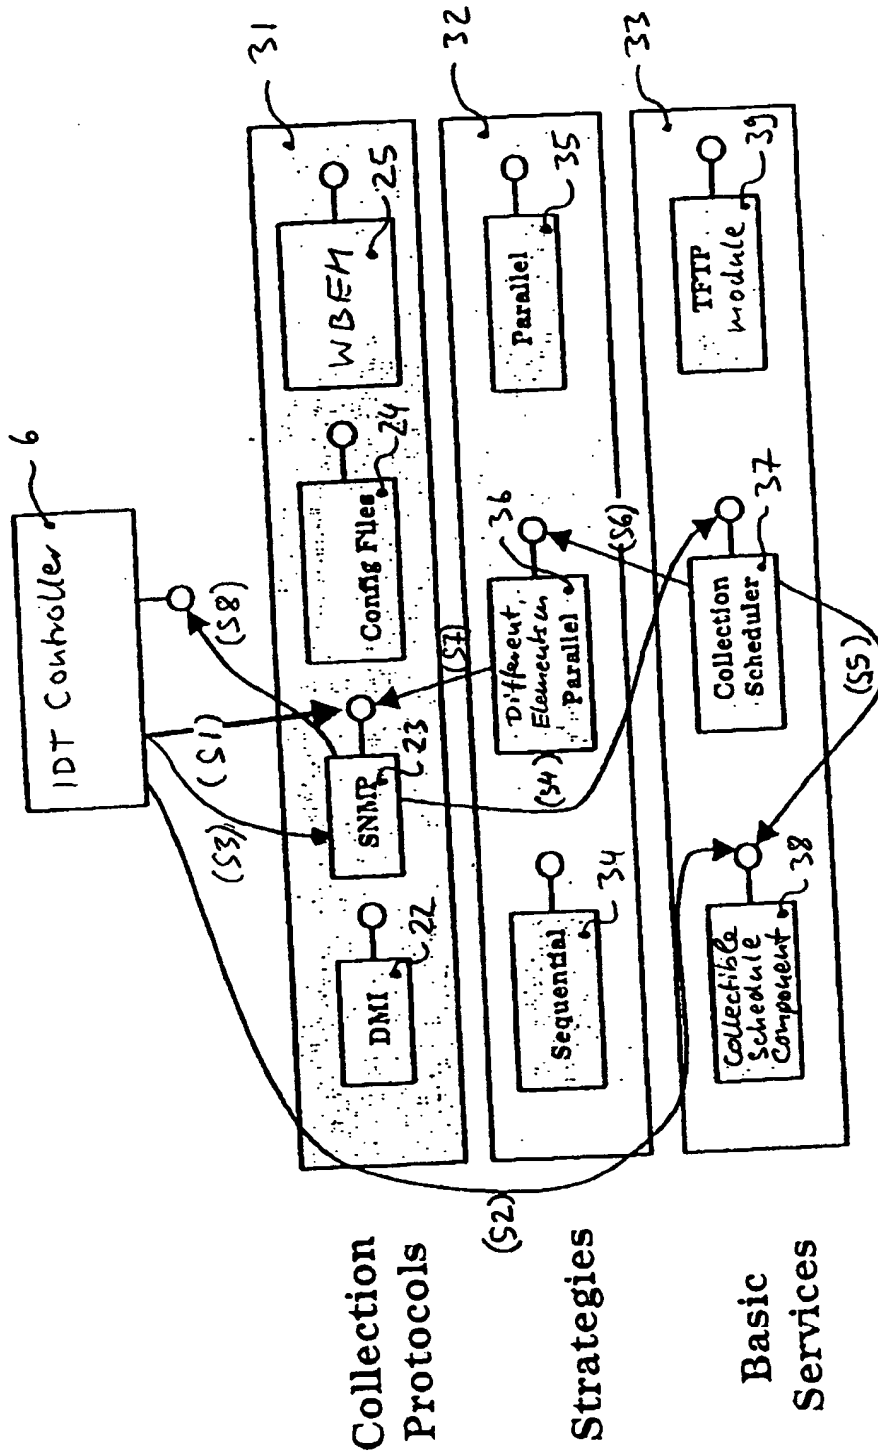 IDT Controller
6
(S8)
(S1)
(S3)
(S2)
Collection
Protocols
DMI
22
SNMP
23
Config Files
24
WBEM
25
31
Strategies
Sequential
34
(S4)
(S7)
Different
Elements in
Parallel
36
(S6)
Parallel
35
32
Basic
Services
Collectible
Schedule
Component
38
Collection
Scheduler
37
(S5)
TFTP
module
39
33